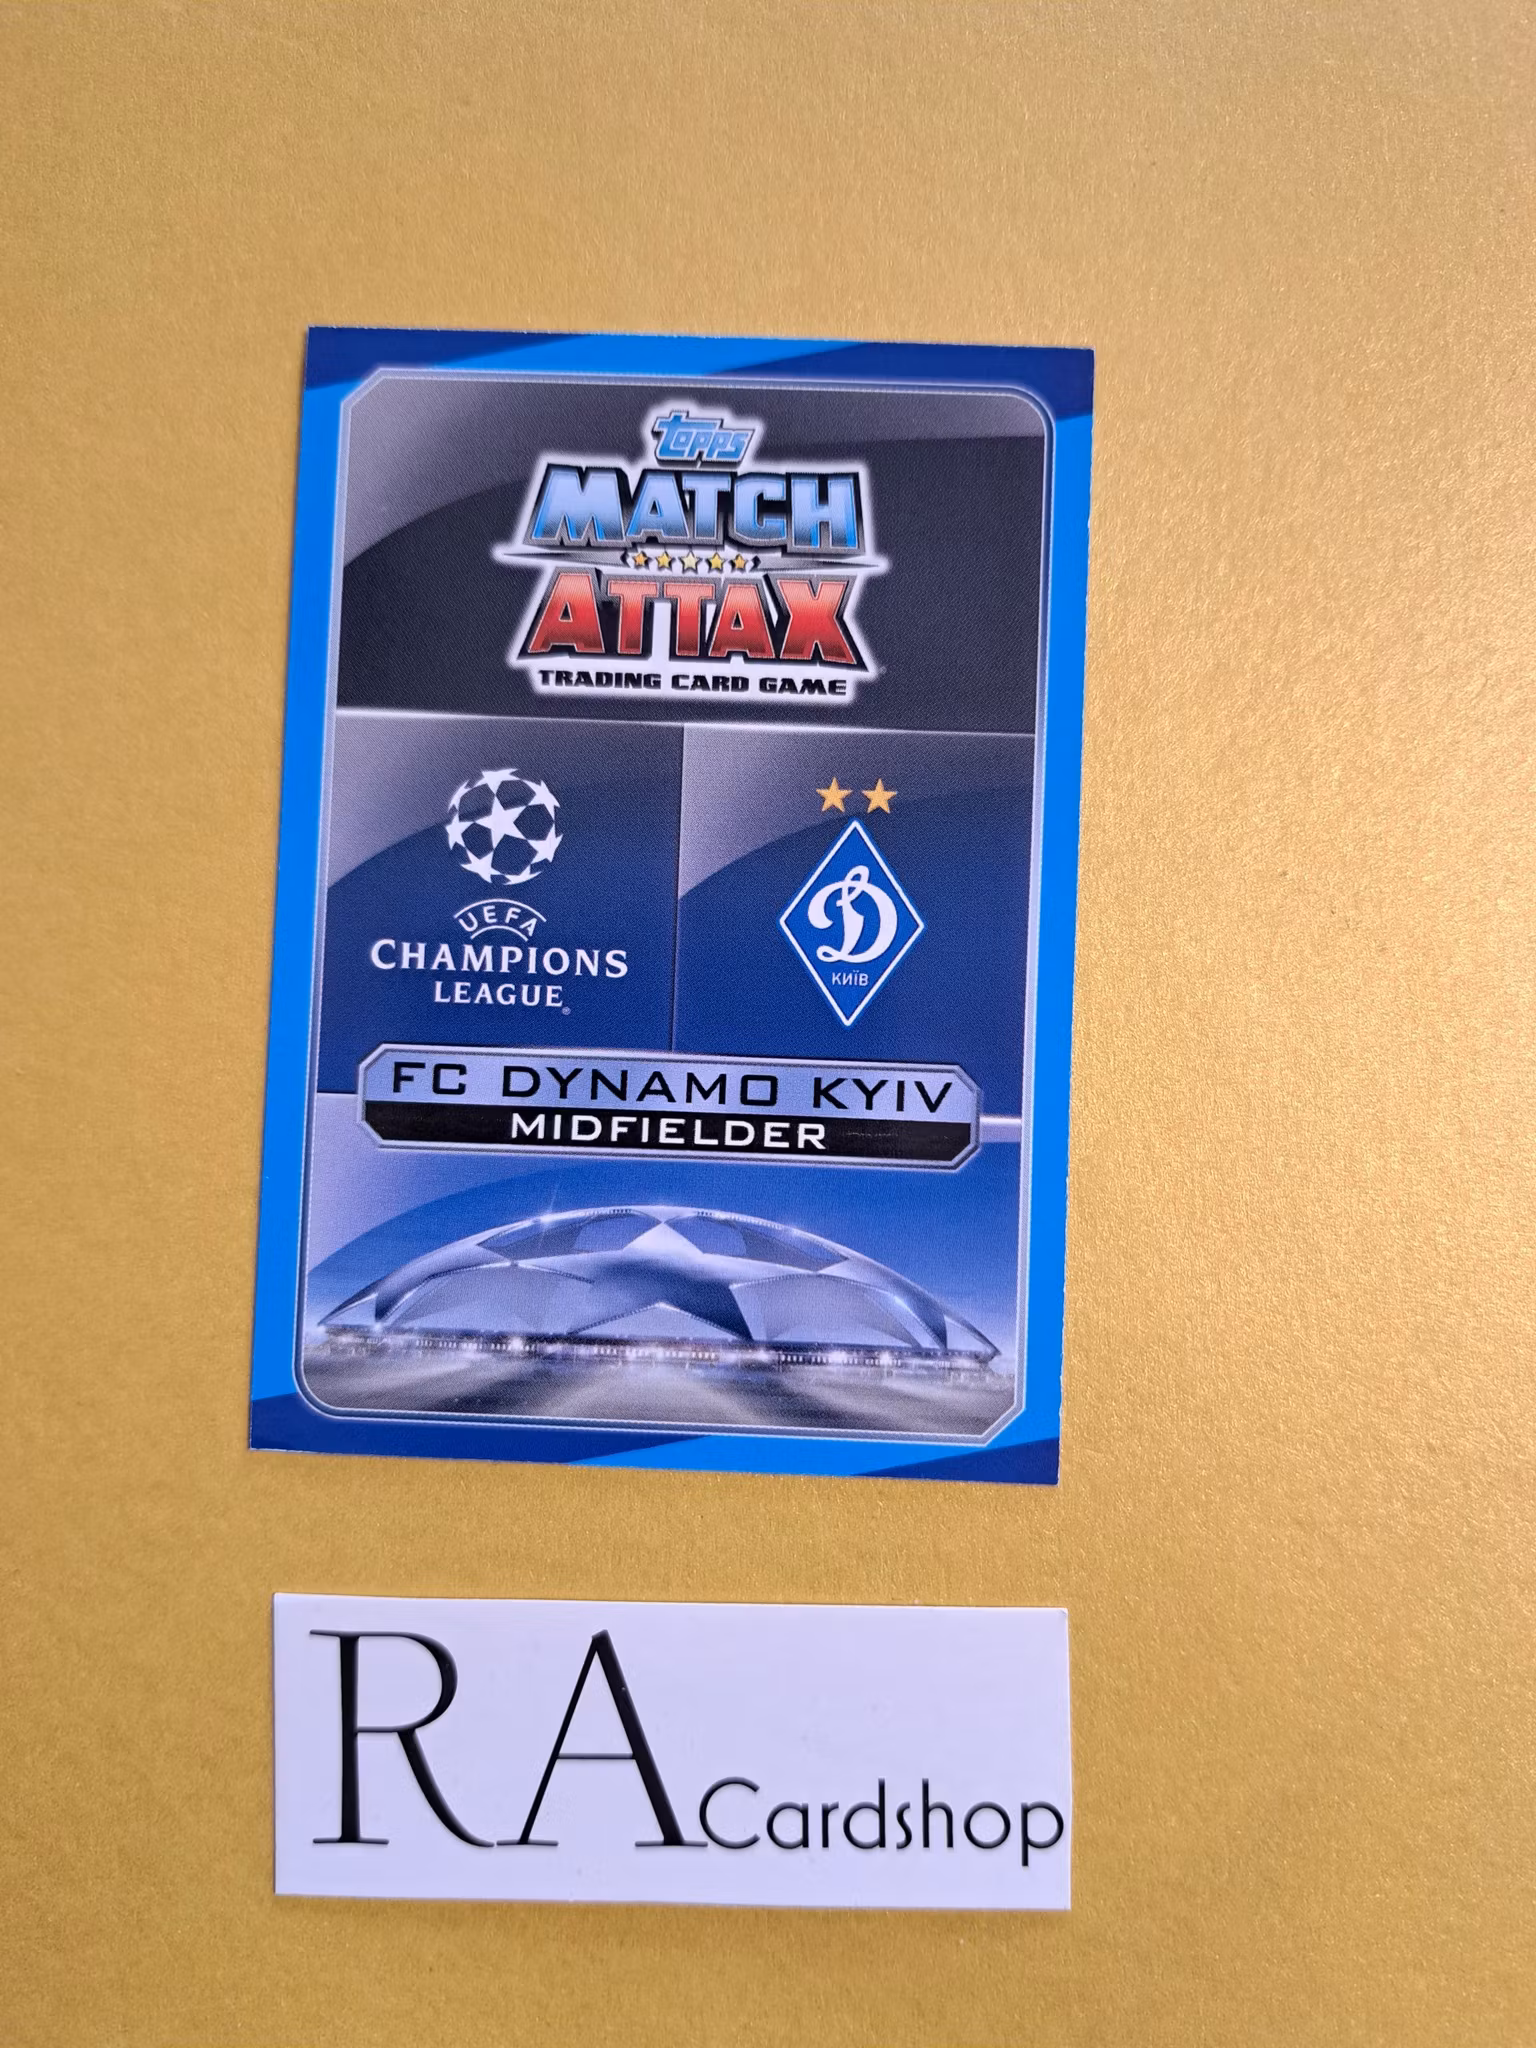 topps
MATCH
ATTAX
TRADING CARD GAME
UEFA
CHAMPIONS
LEAGUE®
D
КИЇВ
FC DYNAMO KYIV
MIDFIELDER
RA Cardshop